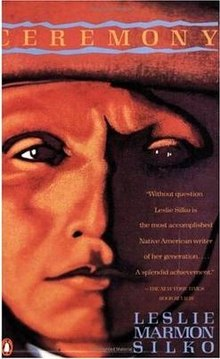 CEREMONY
"Without question
Leslie Silko is
the most accomplished
Native American writer
of her generation. . . .
A splendid achievement."
—THE NEW YORK TIMES
BOOK REVIEW
LESLIE
MARMON
SILKO